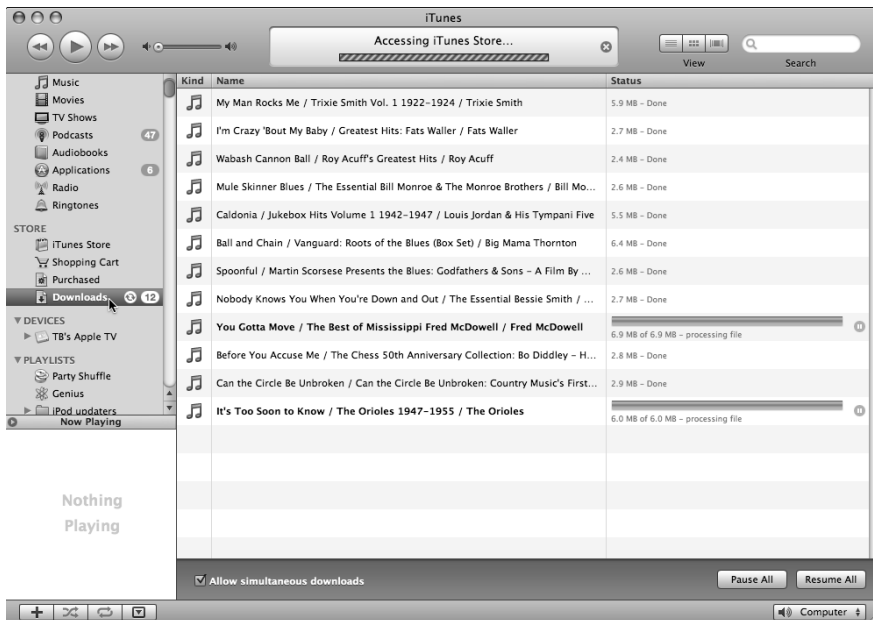 iTunes
Accessing iTunes Store...
View
Search
Music
Movies
TV Shows
Podcasts 47
Audiobooks
Applications 6
Radio
Ringtones
STORE
iTunes Store
Shopping Cart
Purchased
Downloads 12
DEVICES
TB's Apple TV
PLAYLISTS
Party Shuffle
Genius
iPod updaters
Now Playing
Nothing
Playing
Kind Name Status
My Man Rocks Me / Trixie Smith Vol. 1 1922-1924 / Trixie Smith 5.9 MB - Done
I'm Crazy 'Bout My Baby / Greatest Hits: Fats Waller / Fats Waller 2.7 MB - Done
Wabash Cannon Ball / Roy Acuff's Greatest Hits / Roy Acuff 2.4 MB - Done
Mule Skinner Blues / The Essential Bill Monroe & The Monroe Brothers / Bill Mo... 2.6 MB - Done
Caldonia / Jukebox Hits Volume 1 1942-1947 / Louis Jordan & His Tympani Five 5.5 MB - Done
Ball and Chain / Vanguard: Roots of the Blues (Box Set) / Big Mama Thornton 6.4 MB - Done
Spoonful / Martin Scorsese Presents the Blues: Godfathers & Sons - A Film By ... 2.6 MB - Done
Nobody Knows You When You're Down and Out / The Essential Bessie Smith / ... 2.7 MB - Done
You Gotta Move / The Best of Mississippi Fred McDowell / Fred McDowell 6.9 MB of 6.9 MB - processing file
Before You Accuse Me / The Chess 50th Anniversary Collection: Bo Diddley - H... 2.8 MB - Done
Can the Circle Be Unbroken / Can the Circle Be Unbroken: Country Music's First... 2.9 MB - Done
It's Too Soon to Know / The Orioles 1947-1955 / The Orioles 6.0 MB of 6.0 MB - processing file
Allow simultaneous downloads
Pause All
Resume All
Computer